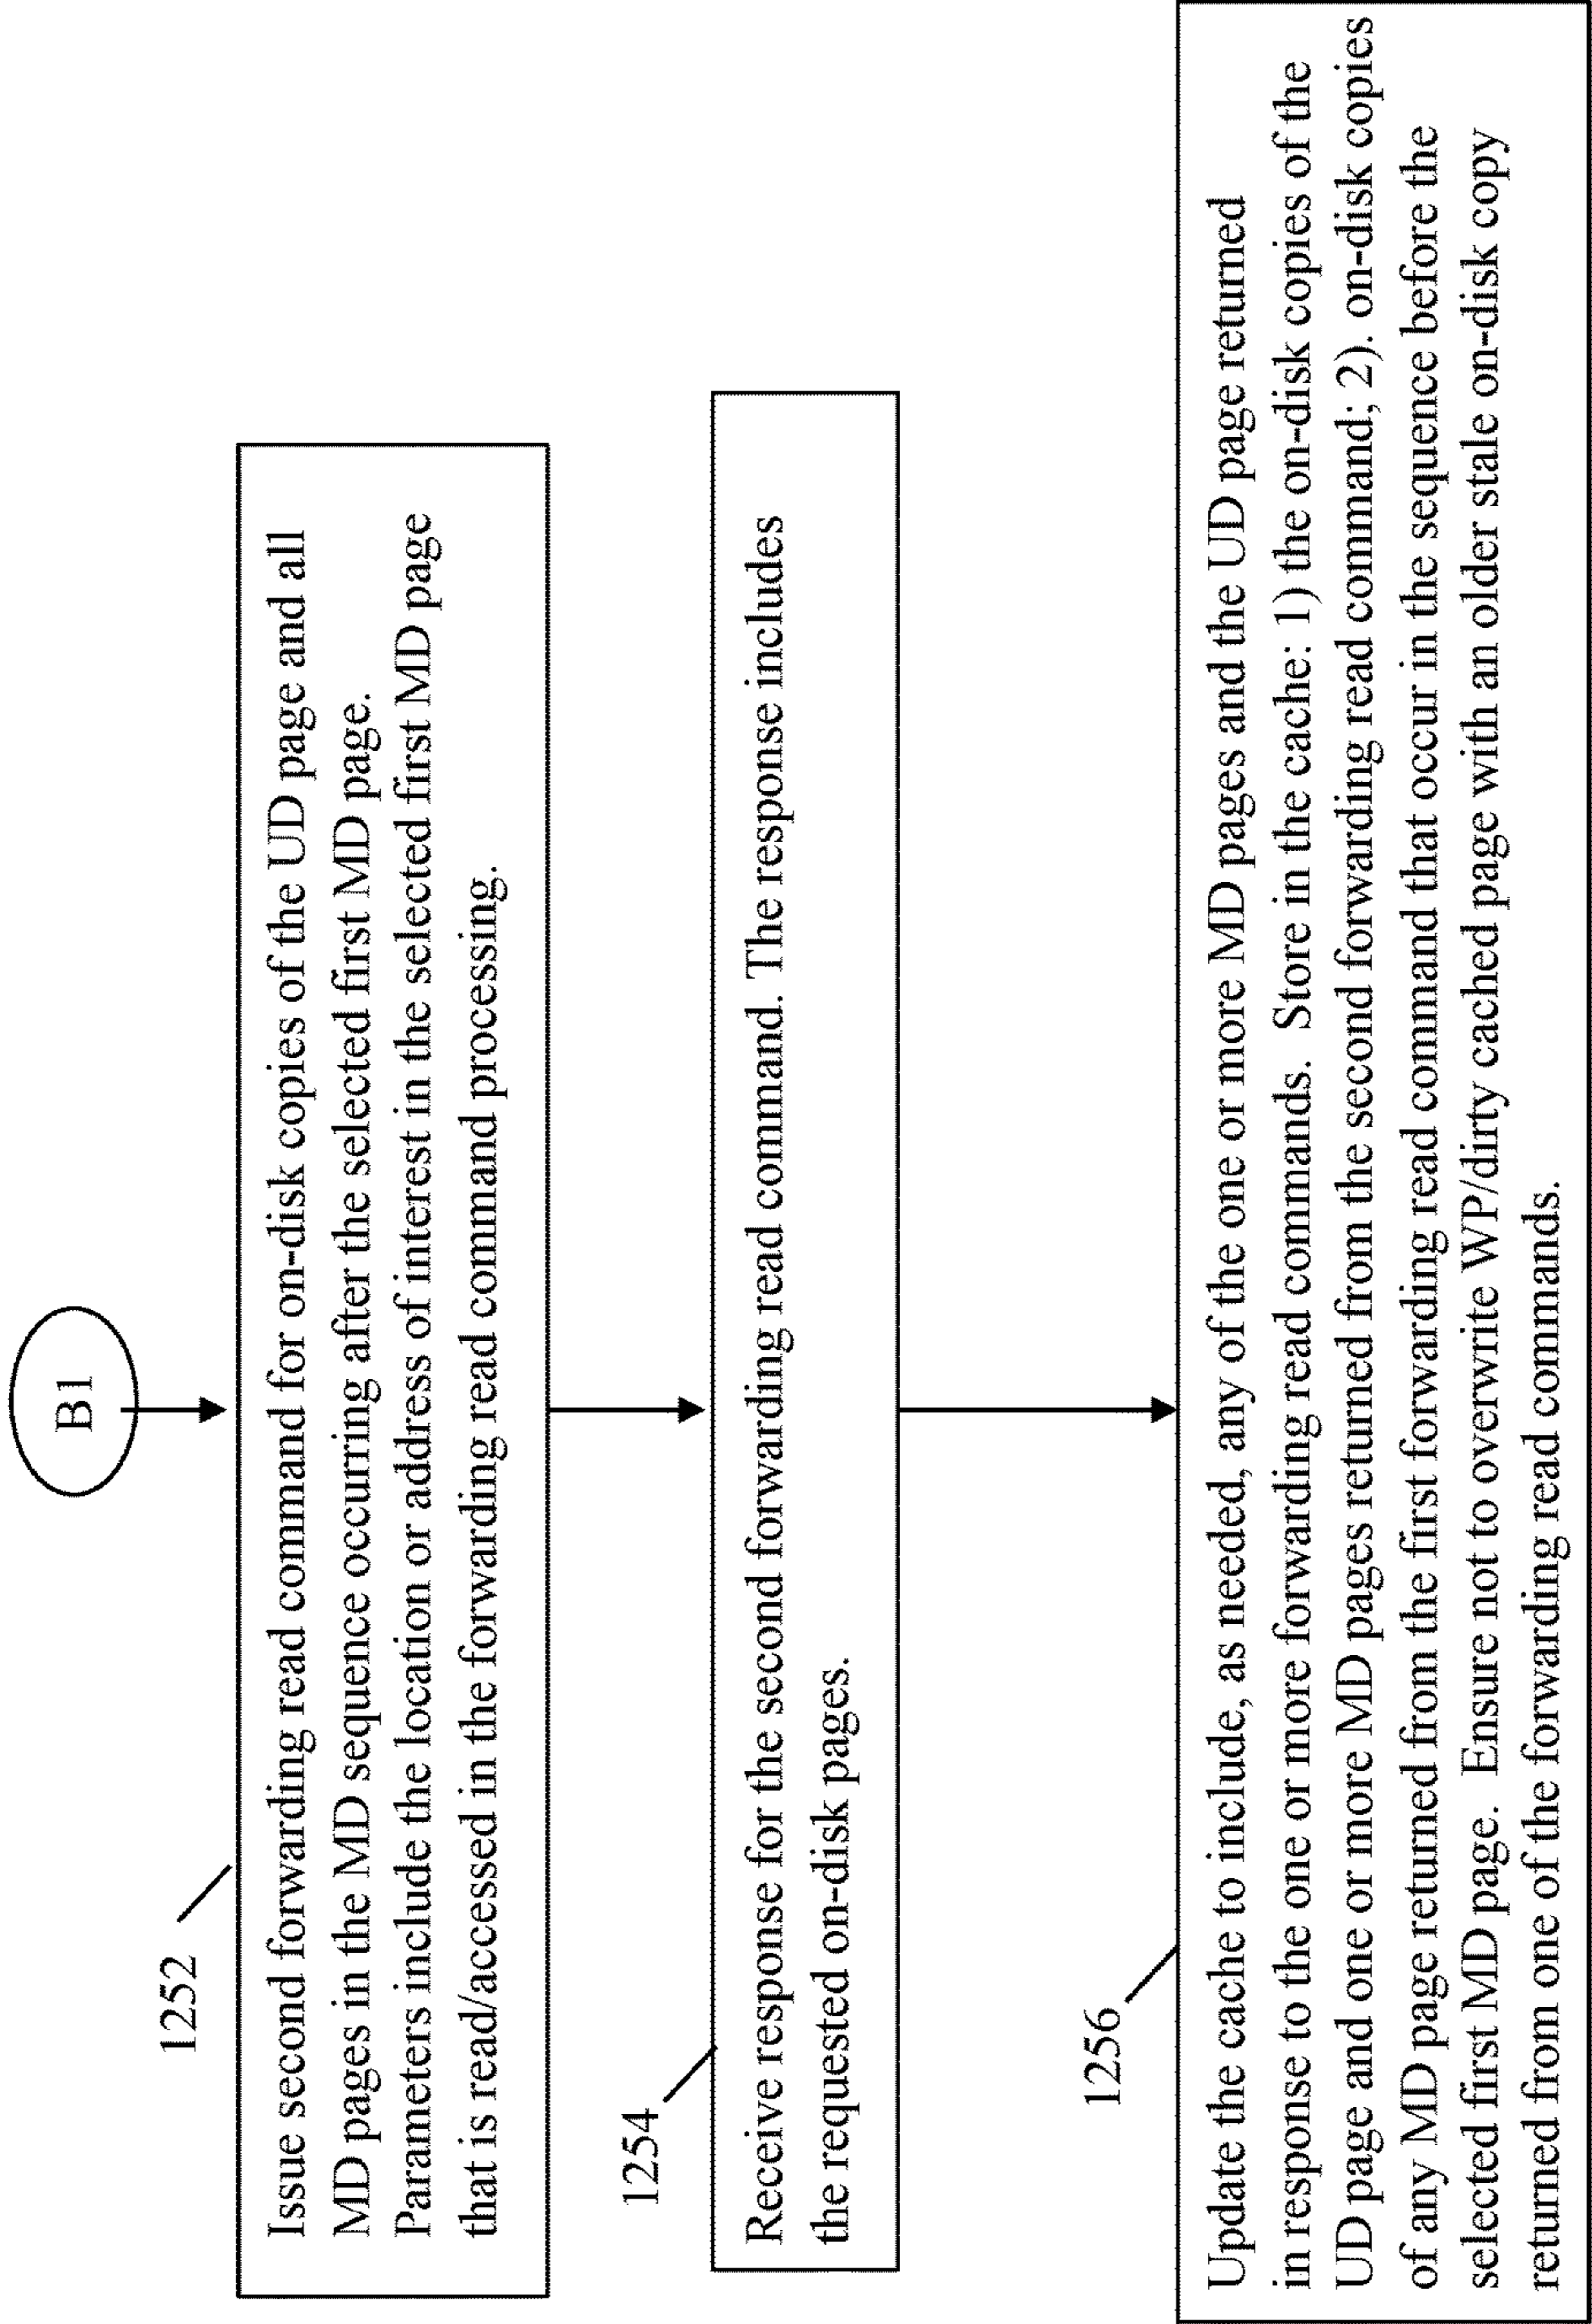 B1
1252
Issue second forwarding read command for on-disk copies of the UD page and all
MD pages in the MD sequence occurring after the selected first MD page.
Parameters include the location or address of interest in the selected first MD page
that is read/accessed in the forwarding read command processing.
1254
Receive response for the second forwarding read command. The response includes
the requested on-disk pages.
1256
Update the cache to include, as needed, any of the one or more MD pages and the UD page returned
in response to the one or more forwarding read commands. Store in the cache: 1) the on-disk copies of the
UD page and one or more MD pages returned from the second forwarding read command; 2). on-disk copies
of any MD page returned from the first forwarding read command that occur in the sequence before the
selected first MD page. Ensure not to overwrite WP/dirty cached page with an older stale on-disk copy
returned from one of the forwarding read commands.